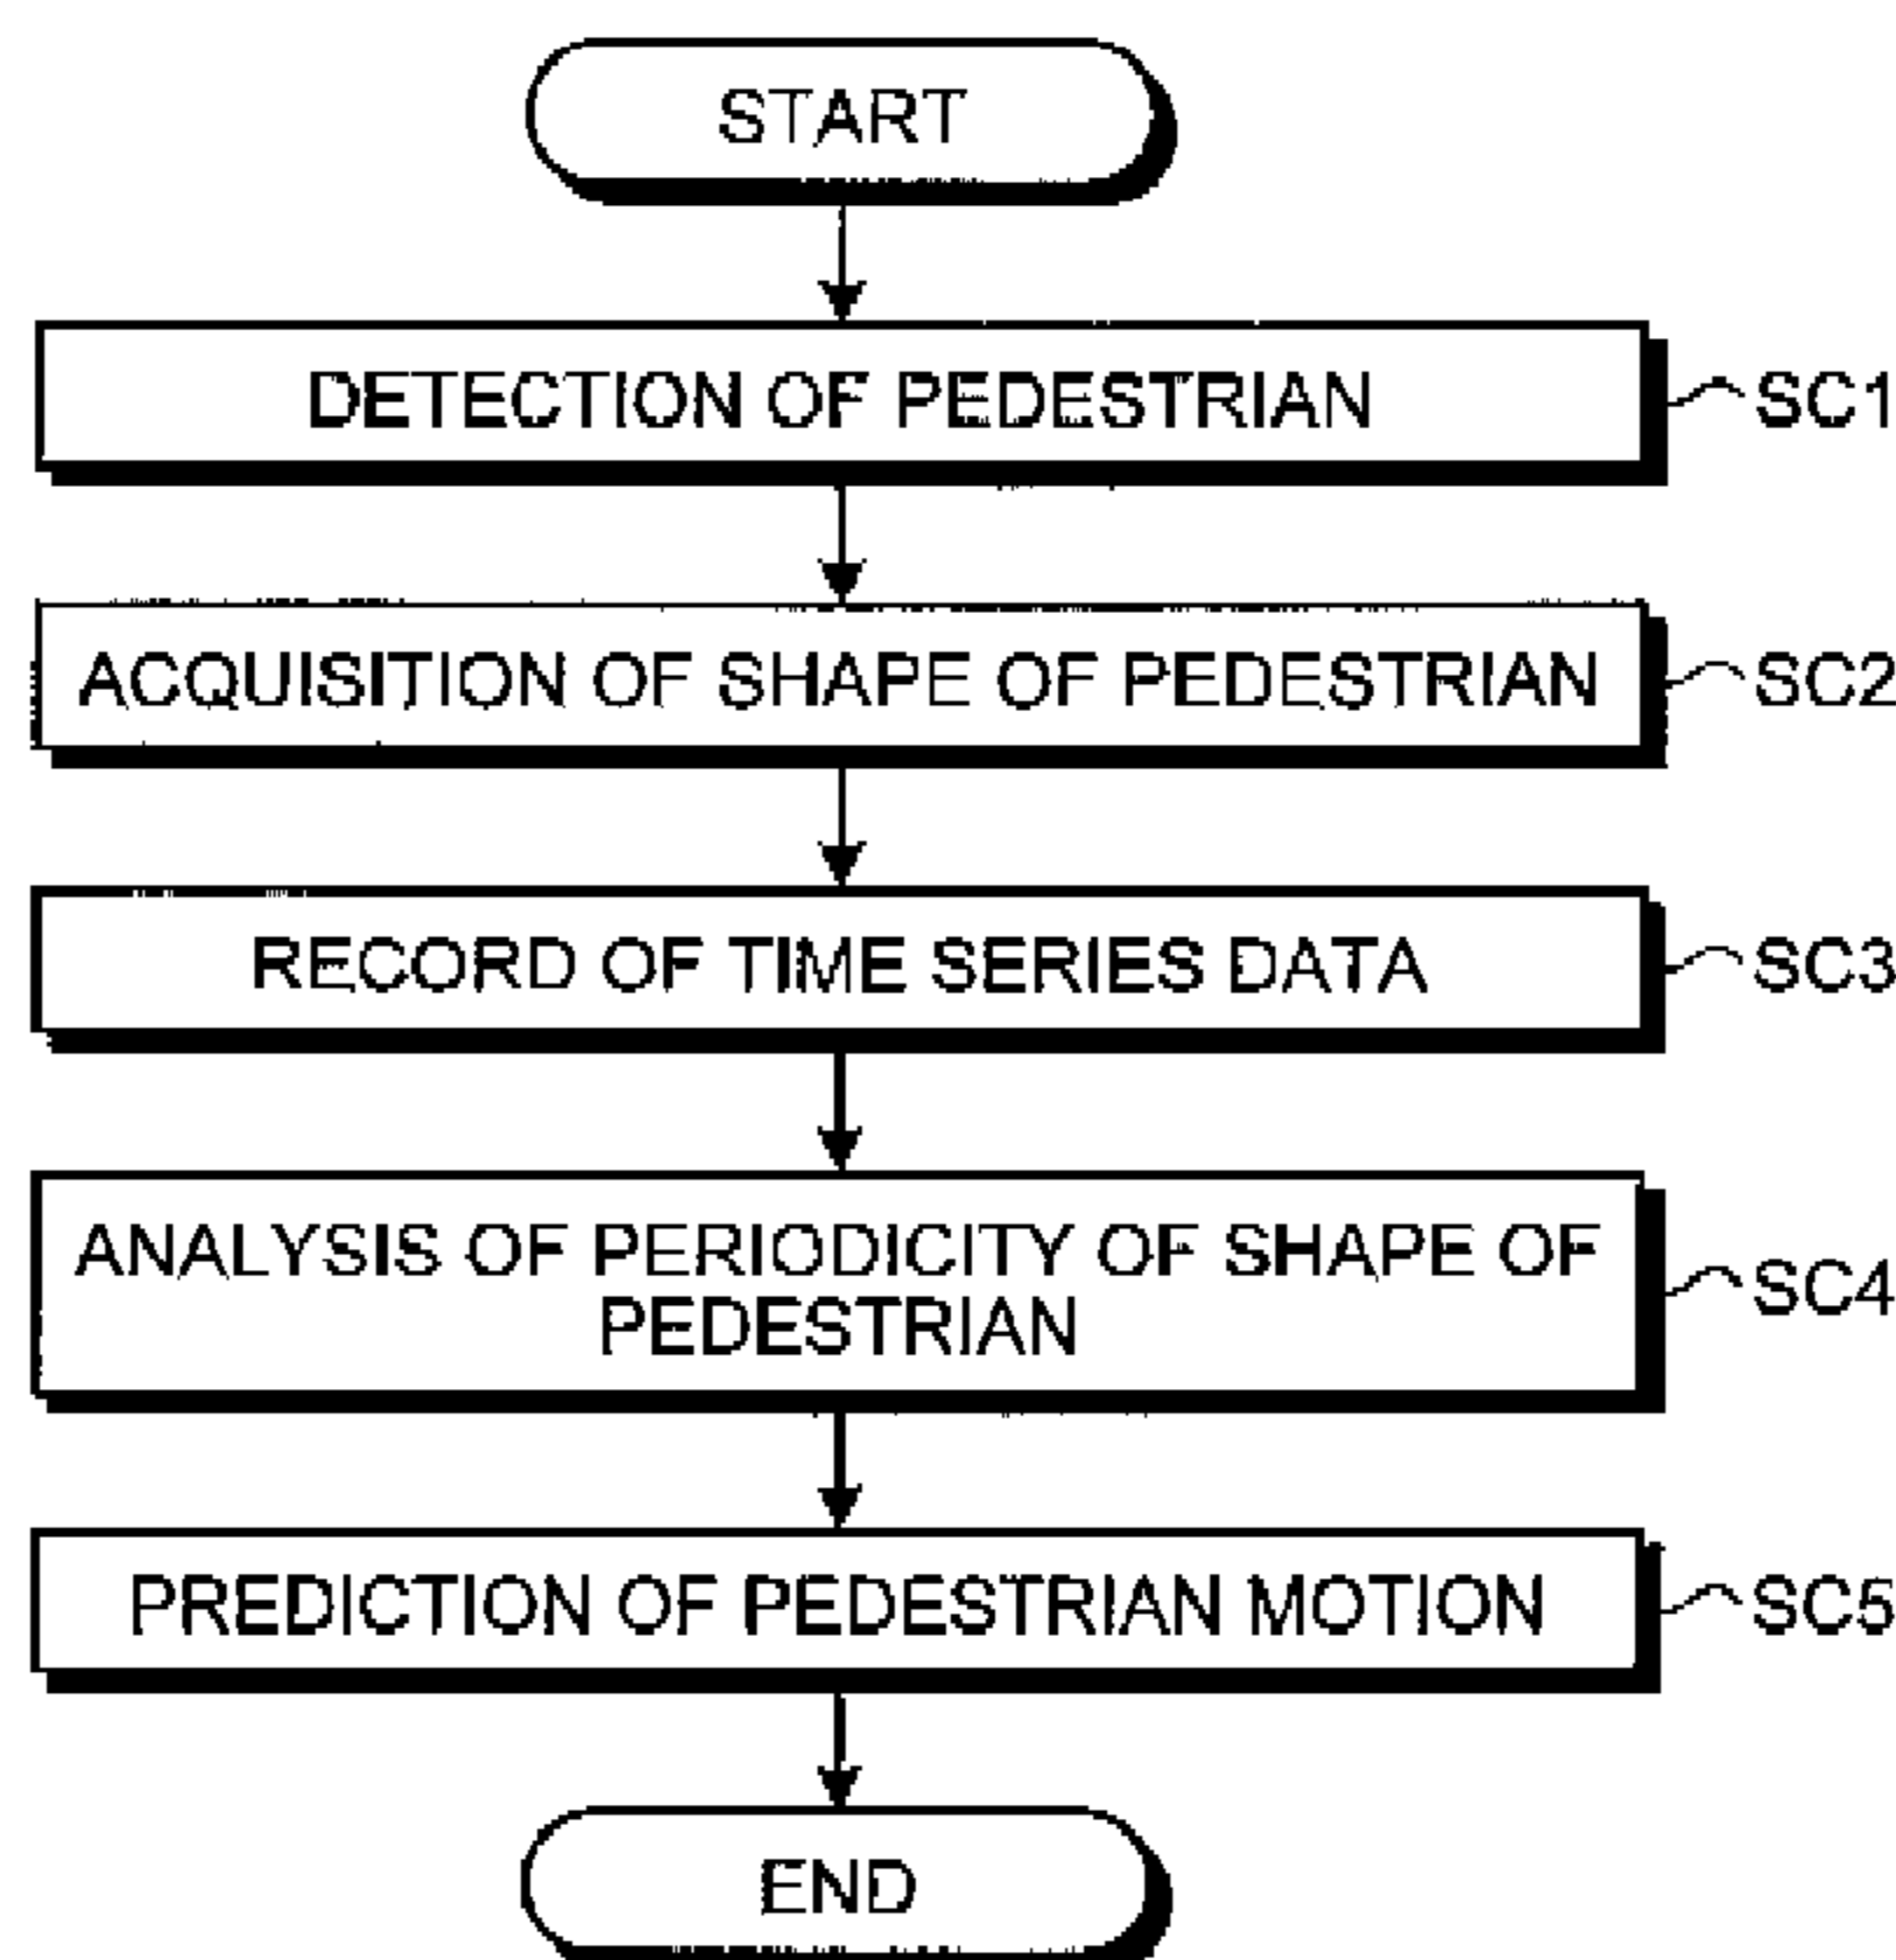 START
DETECTION OF PEDESTRIAN
SC1
ACQUISITION OF SHAPE OF PEDESTRIAN
SC2
RECORD OF TIME SERIES DATA
SC3
ANALYSIS OF PERIODICITY OF SHAPE OF
PEDESTRIAN
SC4
PREDICTION OF PEDESTRIAN MOTION
SC5
END